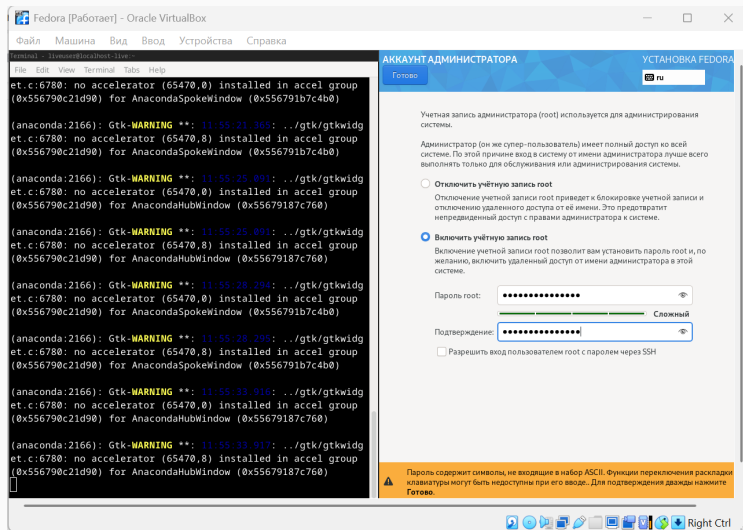 Fedora [Работает] - Oracle VirtualBox
Файл Машина Вид Ввод Устройства Справка
Terminal - liveuser@localhost-live:~
File Edit View Terminal Tabs Help
et.c:6780: no accelerator (65470,0) installed in accel group
(0x556790c21d90) for AnacondaSpokeWindow (0x556791b7c4b0)
(anaconda:2166): Gtk-WARNING **: : ../gtk/gtkwidg
et.c:6780: no accelerator (65470,8) installed in accel group
(0x556790c21d90) for AnacondaSpokeWindow (0x556791b7c4b0)
(anaconda:2166): Gtk-WARNING **: : ../gtk/gtkwidg
et.c:6780: no accelerator (65470,0) installed in accel group
(0x556790c21d90) for AnacondaHubWindow (0x55679187c760)
(anaconda:2166): Gtk-WARNING **: : ../gtk/gtkwidg
et.c:6780: no accelerator (65470,8) installed in accel group
(0x556790c21d90) for AnacondaHubWindow (0x55679187c760)
(anaconda:2166): Gtk-WARNING **: : ../gtk/gtkwidg
et.c:6780: no accelerator (65470,0) installed in accel group
(0x556790c21d90) for AnacondaSpokeWindow (0x556791b7c4b0)
(anaconda:2166): Gtk-WARNING **: : ../gtk/gtkwidg
et.c:6780: no accelerator (65470,8) installed in accel group
(0x556790c21d90) for AnacondaSpokeWindow (0x556791b7c4b0)
(anaconda:2166): Gtk-WARNING **: : ../gtk/gtkwidg
et.c:6780: no accelerator (65470,0) installed in accel group
(0x556790c21d90) for AnacondaHubWindow (0x55679187c760)
(anaconda:2166): Gtk-WARNING **: : ../gtk/gtkwidg
et.c:6780: no accelerator (65470,8) installed in accel group
(0x556790c21d90) for AnacondaHubWindow (0x55679187c760)
АККАУНТ АДМИНИСТРАТОРА
УСТАНОВКА FEDORA
Готово
ru
Учетная запись администратора (root) используется для администрирования
системы.
Администратор (он же супер-пользователь) имеет полный доступ ко всей
системе. По этой причине вход в систему от имени администратора лучше всего
выполнять только для обслуживания или администрирования системы.
Отключить учётную запись root
Отключение учетной записи root приведет к блокировке учетной записи и
отключению удаленного доступа от её имени. Это предотвратит
непредвиденный доступ с правами администратора к системе.
Включить учётную запись root
Включение учетной записи root позволит вам установить пароль root и, по
желанию, включить удаленный доступ от имени администратора в этой
системе.
Пароль root:
Сложный
Подтверждение:
Разрешить вход пользователем root с паролем через SSH
Пароль содержит символы, не входящие в набор ASCII. Функции переключения раскладки
клавиатуры могут быть недоступны при его вводе.. Для подтверждения дважды нажмите
Готово.
Right Ctrl